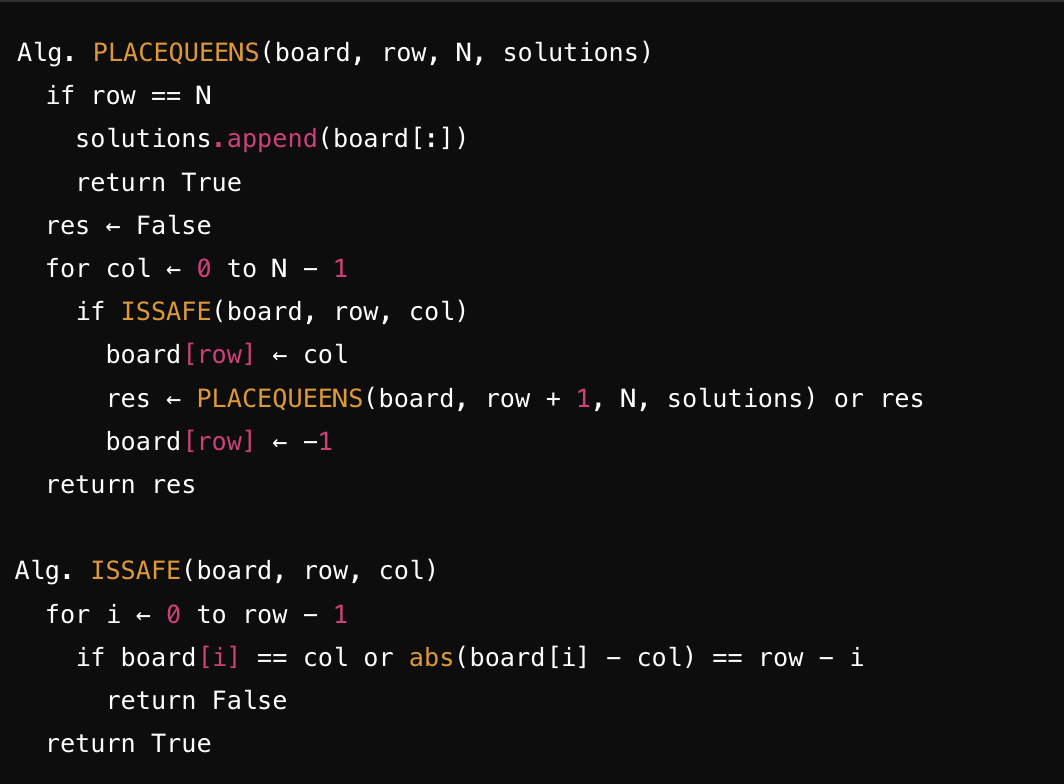 Alg. PLACEQUEENS(board, row, N, solutions)
  if row == N
    solutions.append(board[:])
    return True
  res ← False
  for col ← 0 to N − 1
    if ISSAFE(board, row, col)
      board[row] ← col
      res ← PLACEQUEENS(board, row + 1, N, solutions) or res
      board[row] ← −1
  return res
Alg. ISSAFE(board, row, col)
  for i ← 0 to row − 1
    if board[i] == col or abs(board[i] − col) == row − i
      return False
  return True